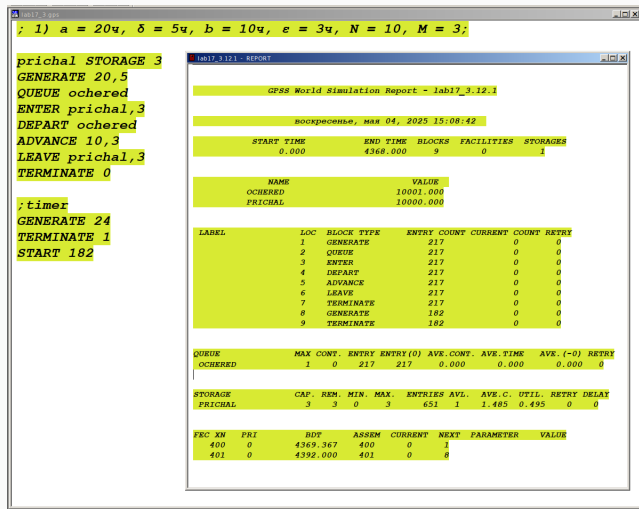 lab17_3.gps
; 1) a = 20ч, δ = 5ч, b = 10ч, ε = 3ч, N = 10, M = 3;
prichal STORAGE 3
GENERATE 20,5
QUEUE ochered
ENTER prichal,3
DEPART ochered
ADVANCE 10,3
LEAVE prichal,3
TERMINATE 0
;timer
GENERATE 24
TERMINATE 1
START 182
lab17_3.12.1 - REPORT
GPSS World Simulation Report - lab17_3.12.1
воскресенье, мая 04, 2025 15:08:42
START TIME END TIME BLOCKS FACILITIES STORAGES
0.000 4368.000 9 0 1
NAME VALUE
OCHERED 10001.000
PRICHAL 10000.000
LABEL LOC BLOCK TYPE ENTRY COUNT CURRENT COUNT RETRY
1 GENERATE 217 0 0
2 QUEUE 217 0 0
3 ENTER 217 0 0
4 DEPART 217 0 0
5 ADVANCE 217 0 0
6 LEAVE 217 0 0
7 TERMINATE 217 0 0
8 GENERATE 182 0 0
9 TERMINATE 182 0 0
QUEUE MAX CONT. ENTRY ENTRY(0) AVE.CONT. AVE.TIME AVE.(-0) RETRY
OCHERED 1 0 217 217 0.000 0.000 0.000 0
STORAGE CAP. REM. MIN. MAX. ENTRIES AVL. AVE.C. UTIL. RETRY DELAY
PRICHAL 3 3 0 3 651 1 1.485 0.495 0 0
FEC XN PRI BDT ASSEM CURRENT NEXT PARAMETER VALUE
400 0 4369.367 400 0 1
401 0 4392.000 401 0 8